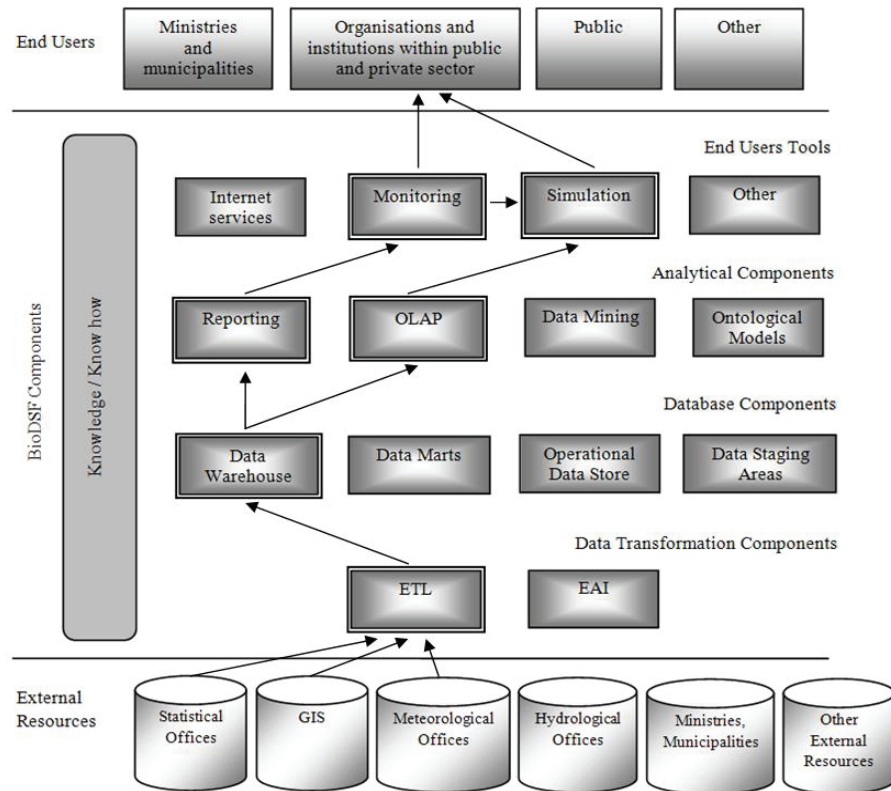 End Users
Ministries
and
municipalities
Organisations and
institutions within public
and private sector
Public
Other
End Users Tools
Internet
services
Monitoring
Simulation
Other
Analytical Components
Reporting
OLAP
Data Mining
Ontological
Models
Database Components
Data
Warehouse
Data Marts
Operational
Data Store
Data Staging
Areas
Data Transformation Components
ETL
EAI
BioDSF Components
Knowledge / Know how
External
Resources
Statistical
Offices
GIS
Meteorological
Offices
Hydrological
Offices
Ministries,
Municipalities
Other
External
Resources